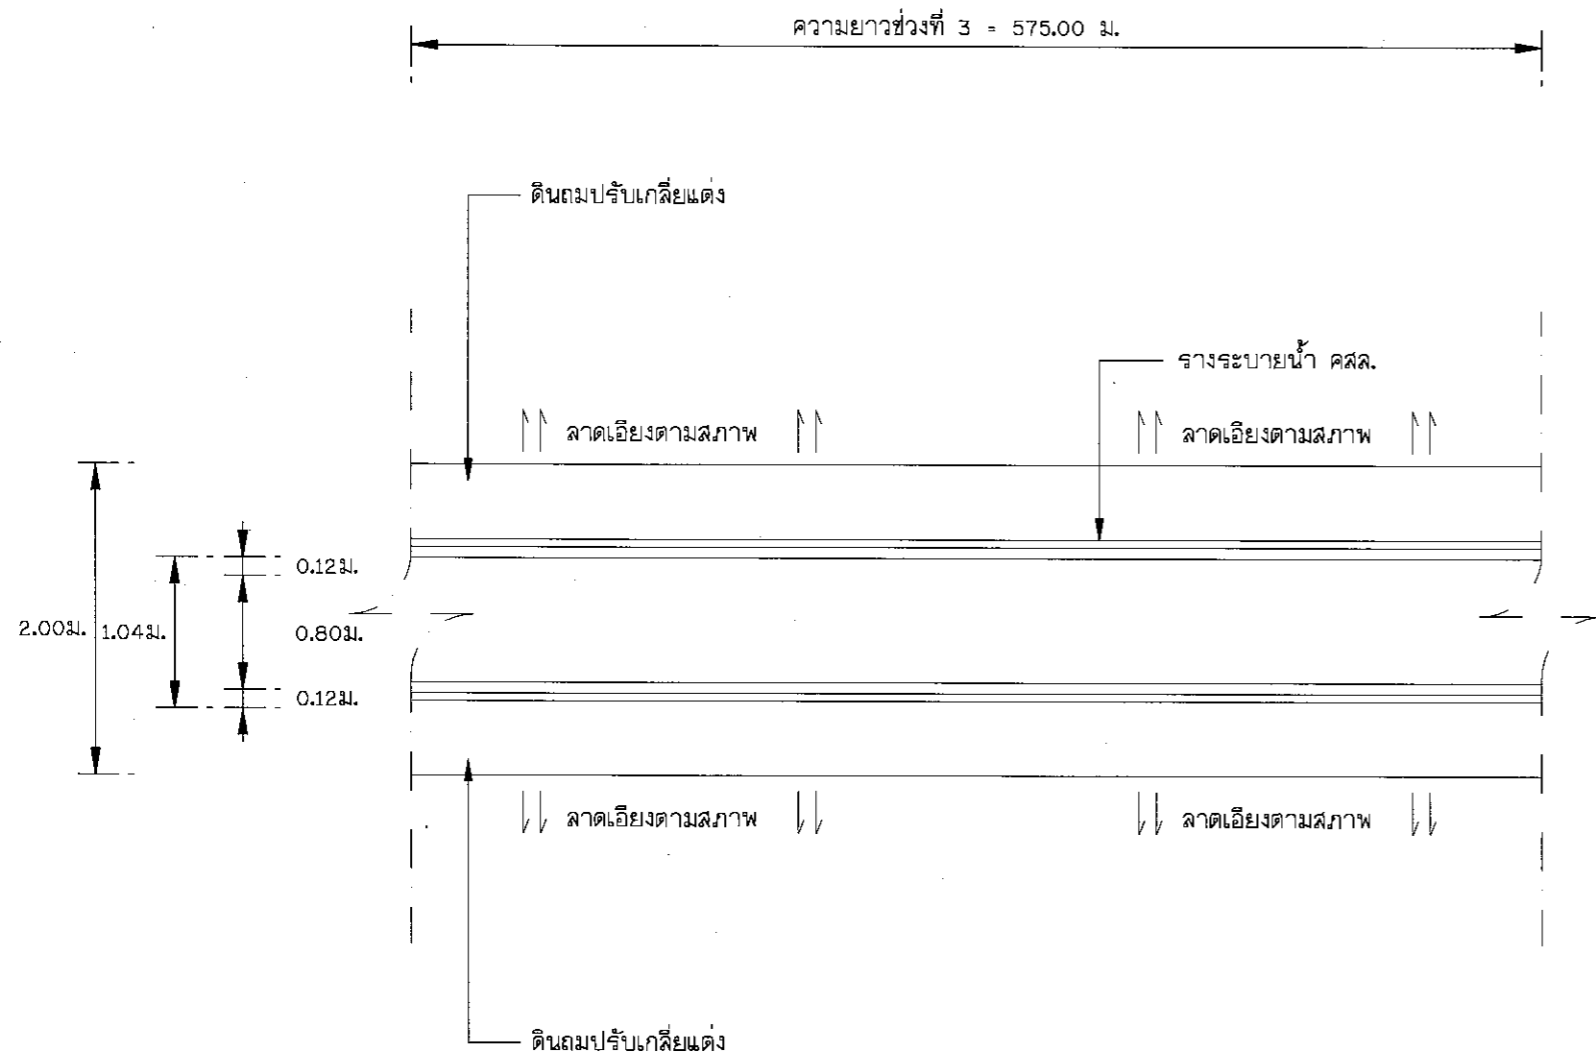 ความยาวช่วงที่ 3 = 575.00 ม.
ดินถมปรับเกลี่ยแต่ง
รางระบายน้ำ คสล.
ลาดเอียงตามสภาพ
ลาดเอียงตามสภาพ
0.12ม.
2.00ม.
1.04ม.
0.80ม.
0.12ม.
ลาดเอียงตามสภาพ
ลาดเอียงตามสภาพ
ดินถมปรับเกลี่ยแต่ง